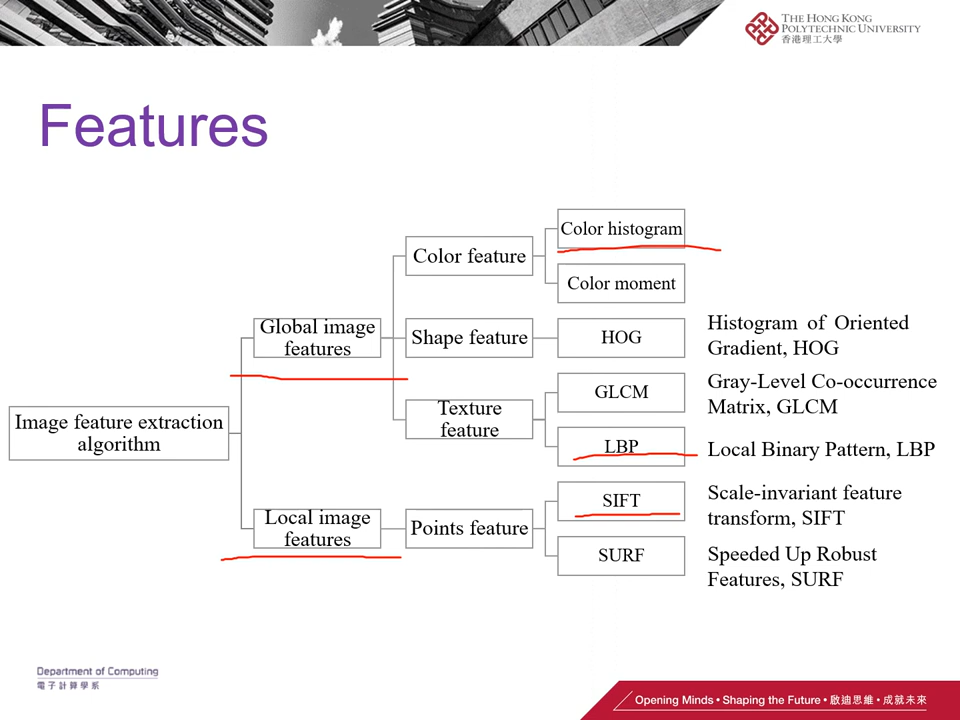 THE HONG KONG
POLYTECHNIC UNIVERSITY
香港理工大學
Features
Image feature extraction
algorithm
Global image
features
Local image
features
Color feature
Shape feature
Texture
feature
Points feature
Color histogram
Color moment
HOG
GLCM
LBP
SIFT
SURF
Histogram of Oriented
Gradient, HOG
Gray-Level Co-occurrence
Matrix, GLCM
Local Binary Pattern, LBP
Scale-invariant feature
transform, SIFT
Speeded Up Robust
Features, SURF
Department of Computing
電子計算學系
Opening Minds • Shaping the Future • 啟迪思維 • 成就未來